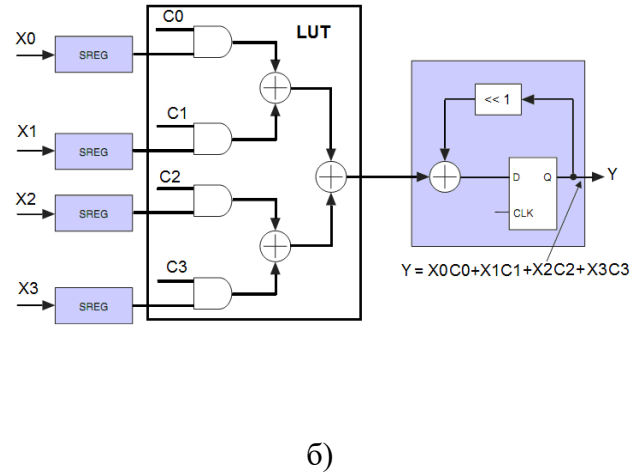 C0
LUT
X0
SREG
C1
X1
SREG
<< 1
C2
X2
SREG
D
Q
Y
CLK
C3
Y = X0C0+X1C1+X2C2+X3C3
X3
SREG
б)